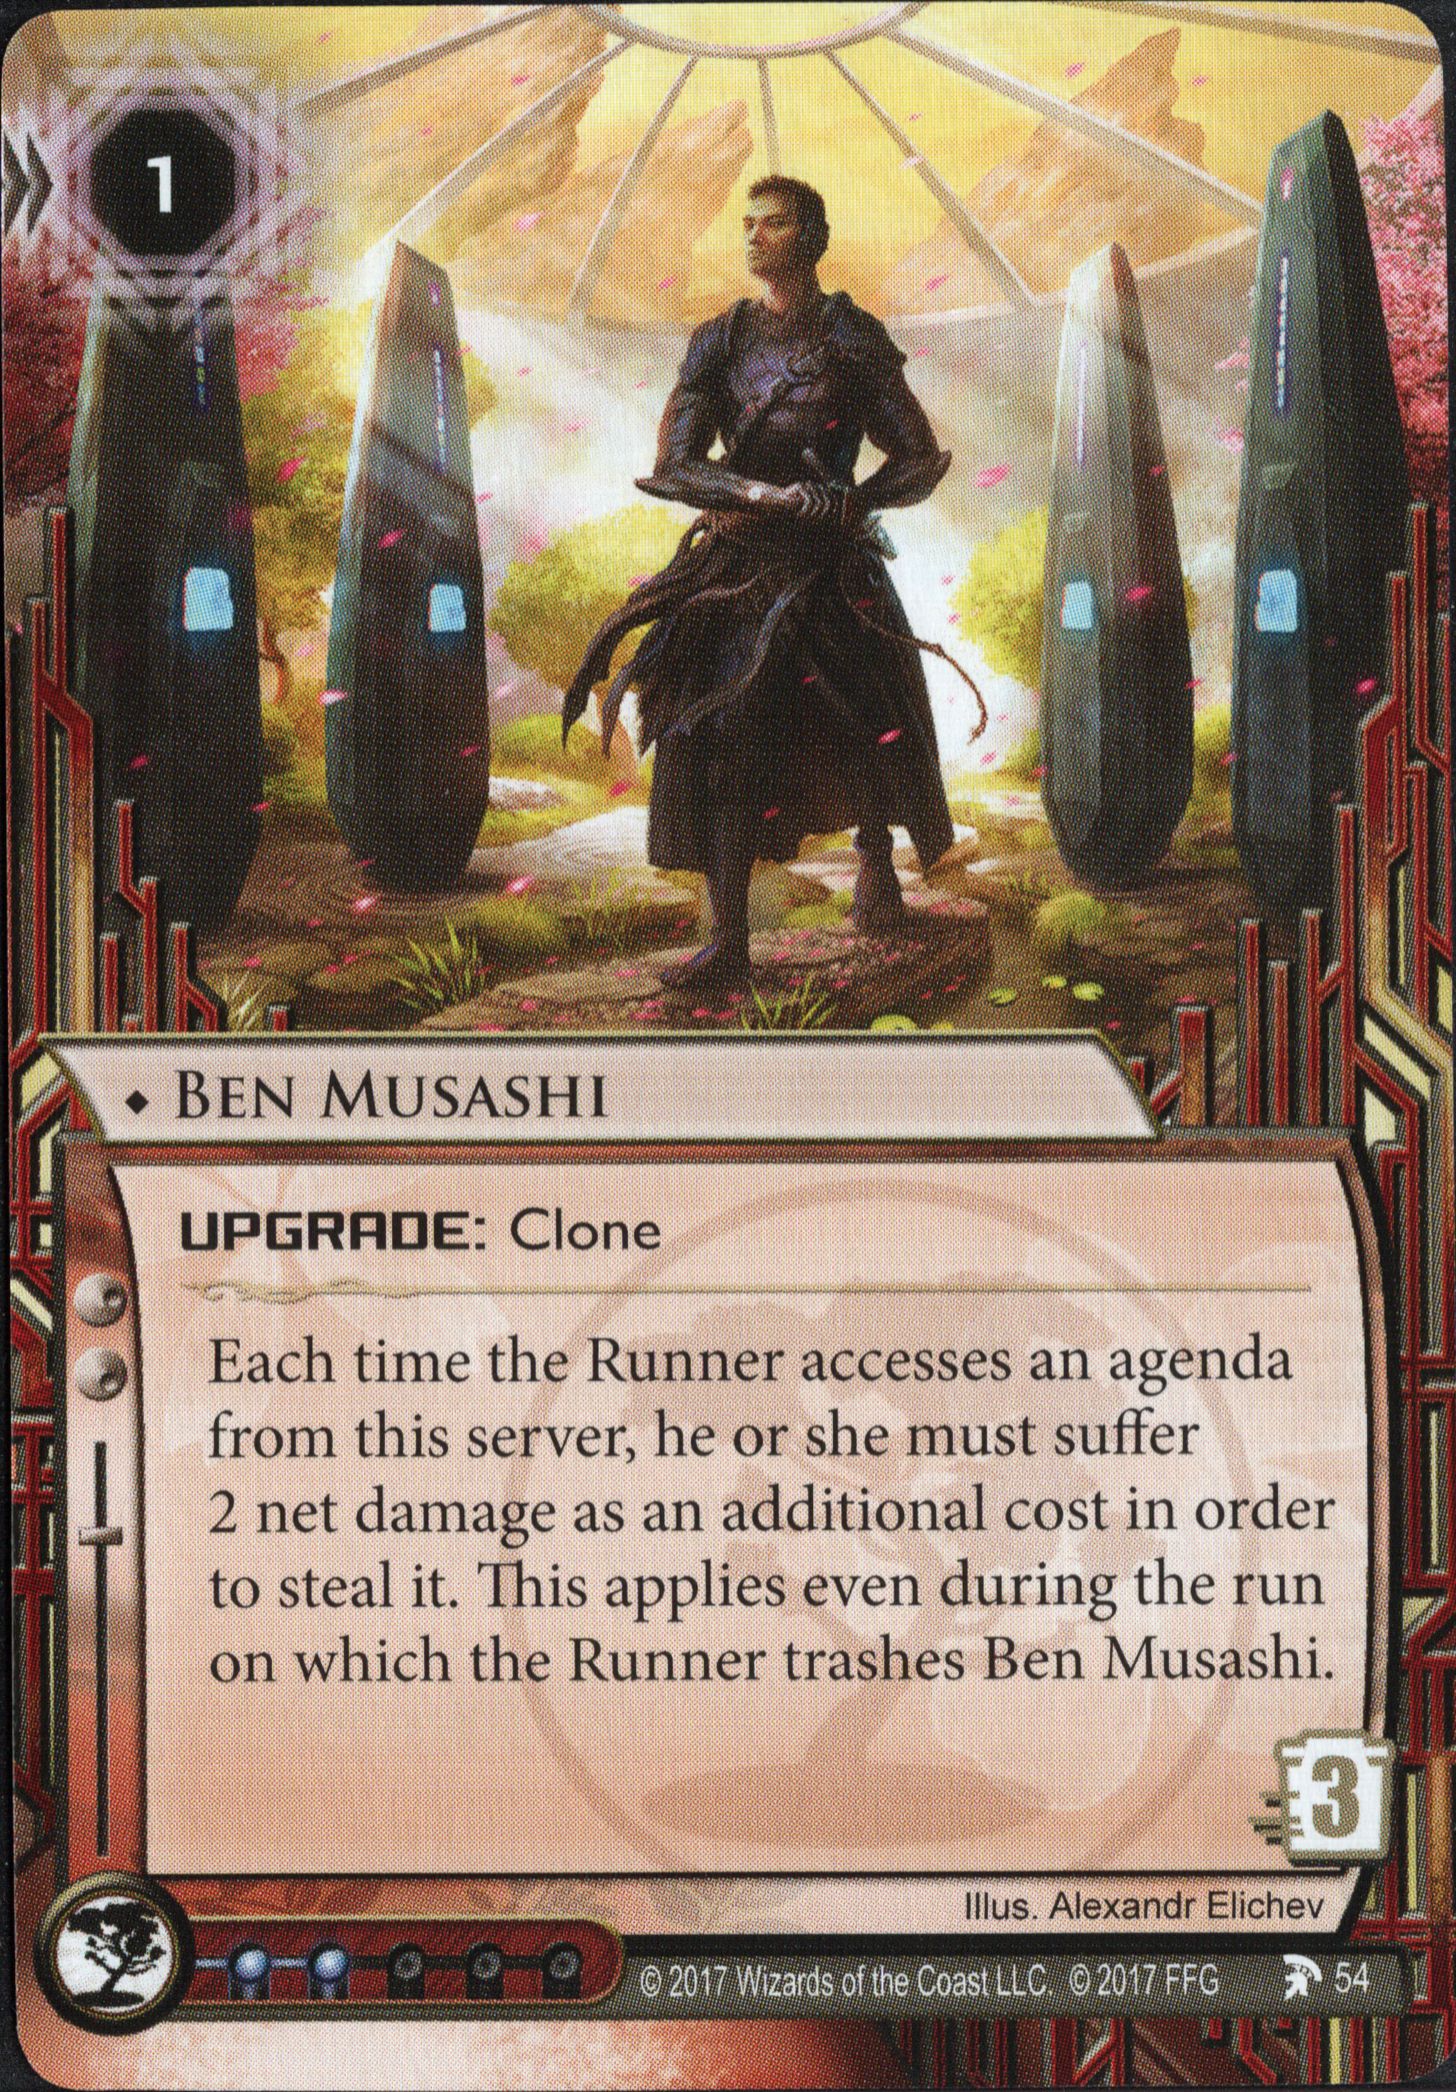 1
◆ BEN MUSASHI
UPGRADE: Clone
Each time the Runner accesses an agenda
from this server, he or she must suffer
2 net damage as an additional cost in order
to steal it. This applies even during the run
on which the Runner trashes Ben Musashi.
3
Illus. Alexandr Elichev
© 2017 Wizards of the Coast LLC. © 2017 FFG 54